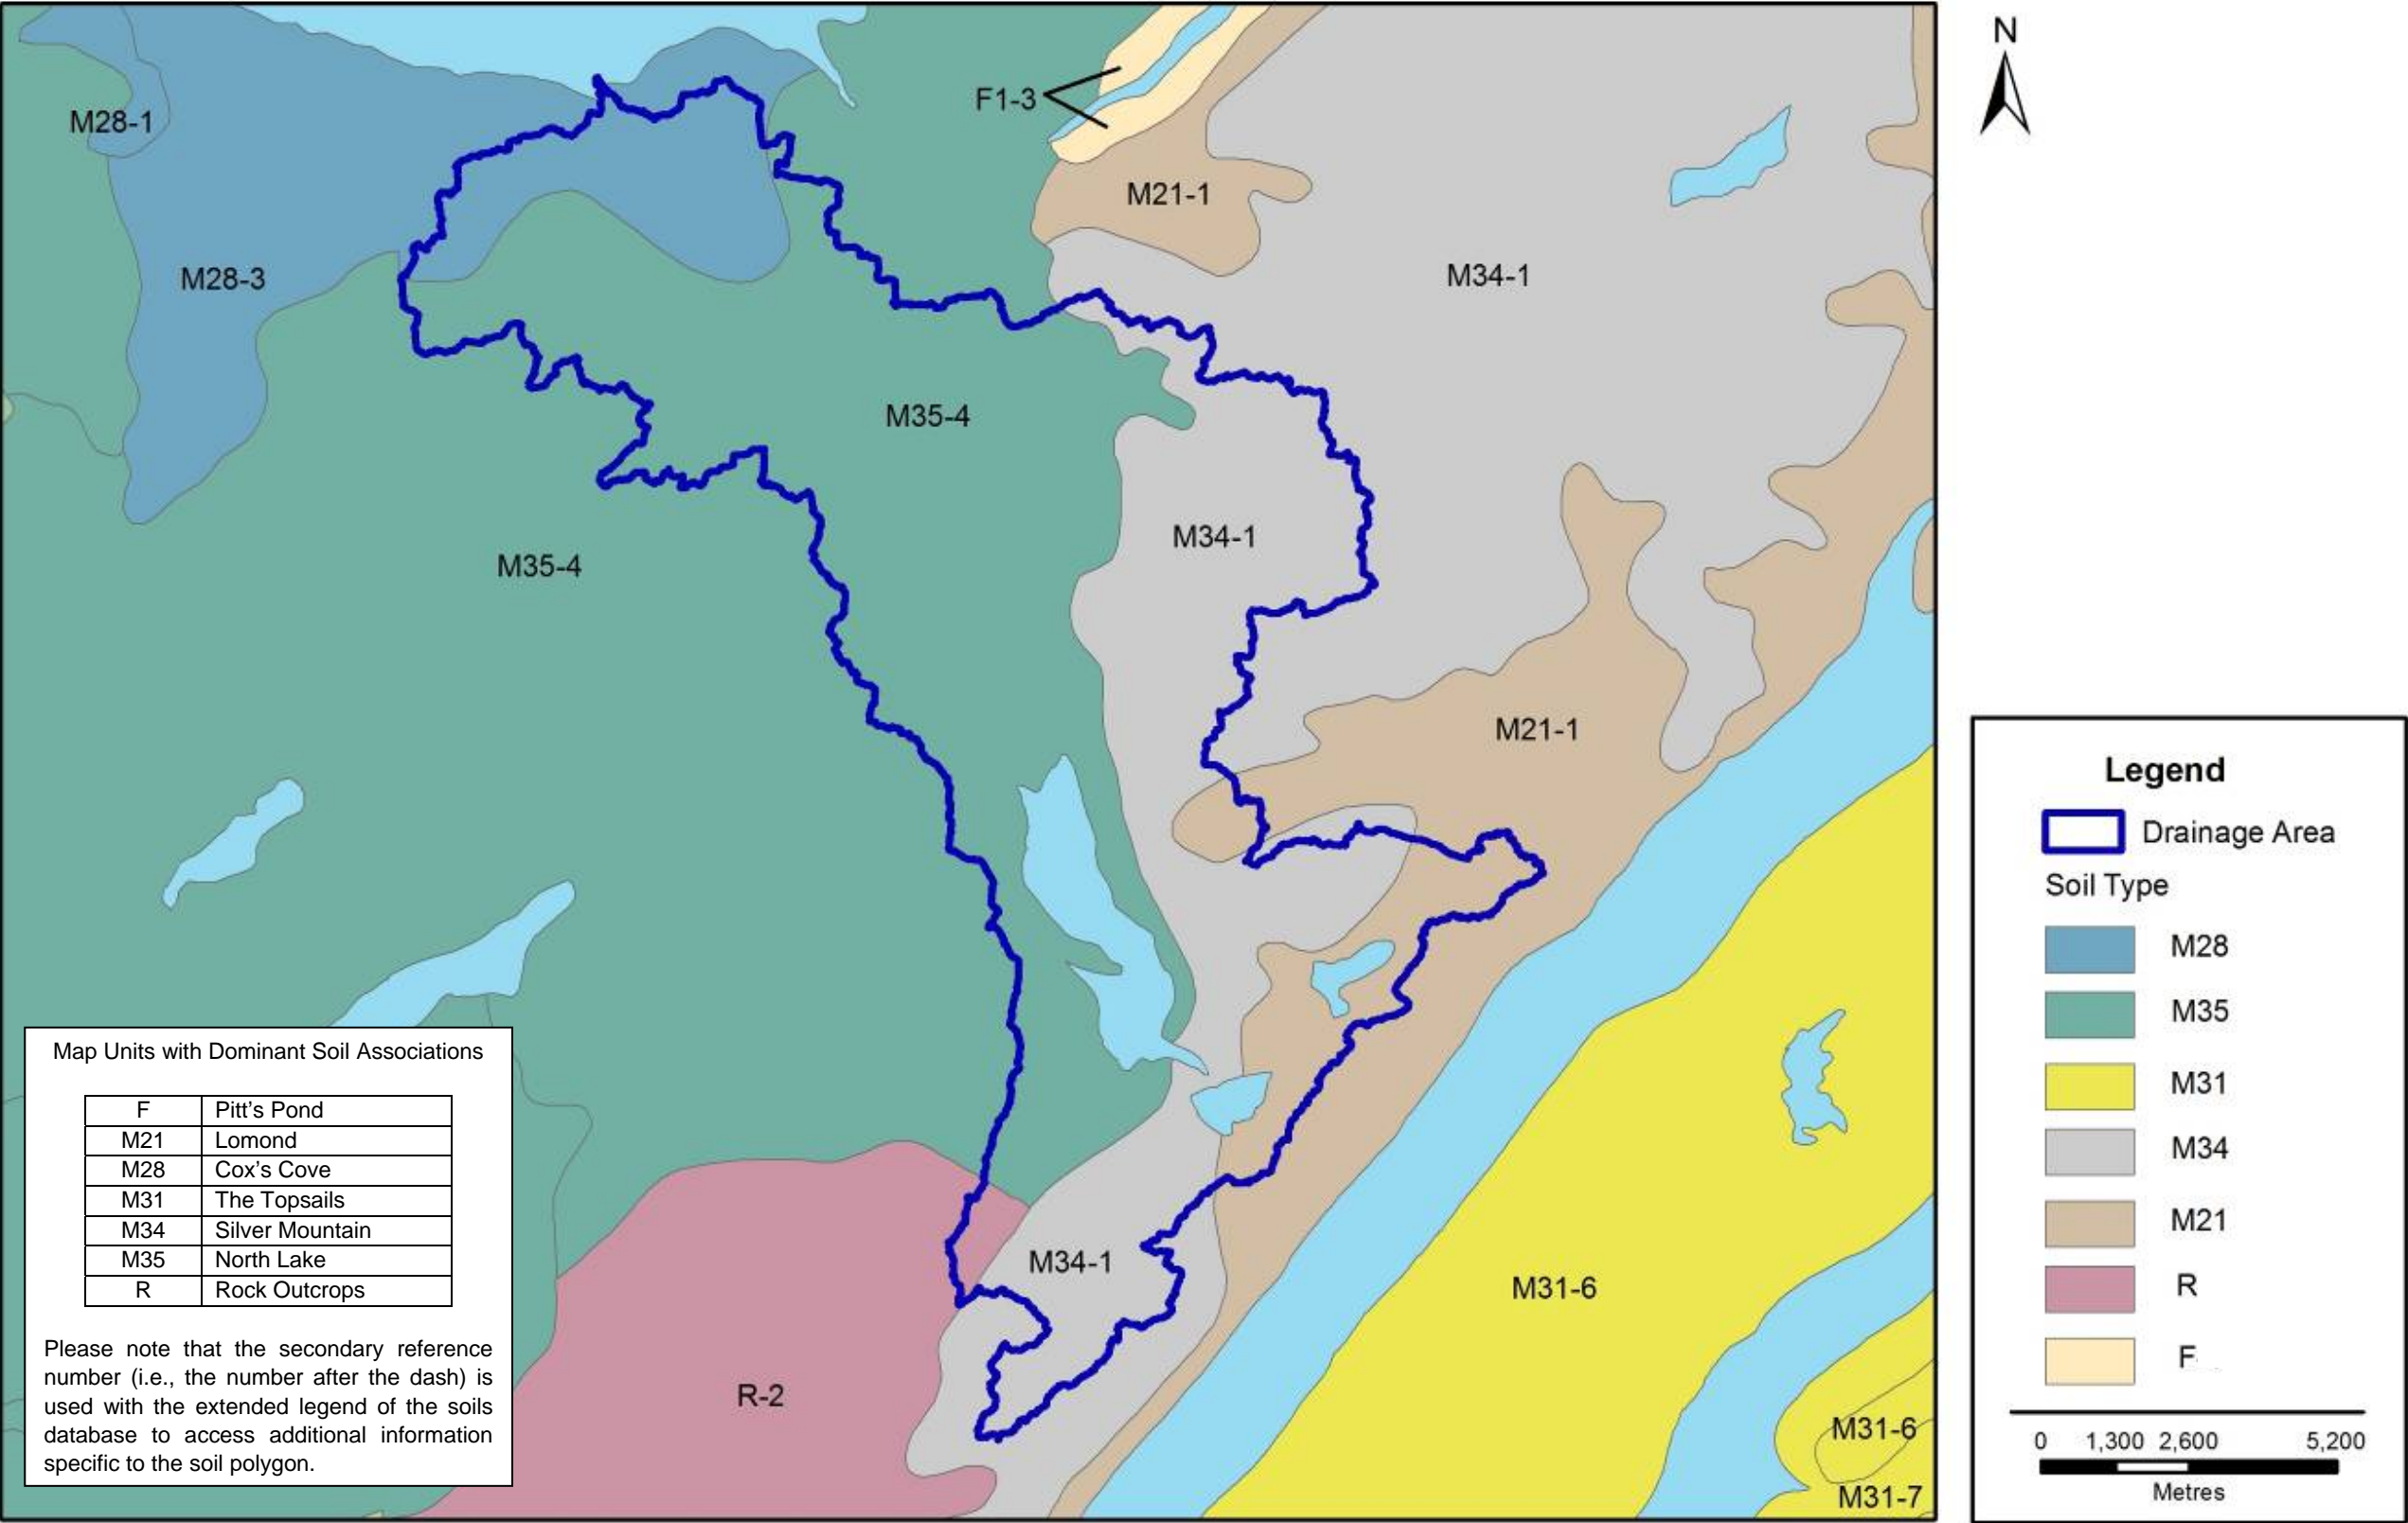 N
F1-3
M28-1
M21-1
M28-3
M34-1
M35-4
M34-1
M35-4
M21-1
M34-1
M31-6
R-2
M31-6
M31-7
Map Units with Dominant Soil Associations
F Pitt's Pond
M21 Lomond
M28 Cox's Cove
M31 The Topsails
M34 Silver Mountain
M35 North Lake
R Rock Outcrops
Please note that the secondary reference
number (i.e., the number after the dash) is
used with the extended legend of the soils
database to access additional information
specific to the soil polygon.
Legend
Drainage Area
Soil Type
M28
M35
M31
M34
M21
R
F
0 1,300 2,600 5,200
Metres